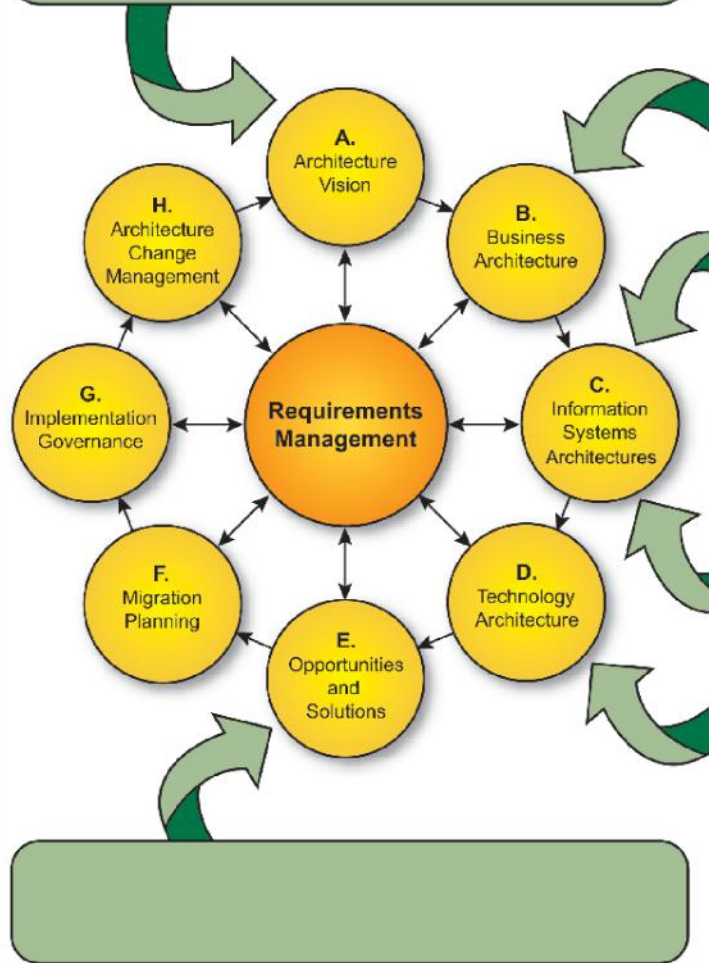 A.
Architecture
Vision
B.
Business
Architecture
C.
Information
Systems
Architectures
D.
Technology
Architecture
E.
Opportunities
and
Solutions
F.
Migration
Planning
G.
Implementation
Governance
H.
Architecture
Change
Management
Requirements
Management